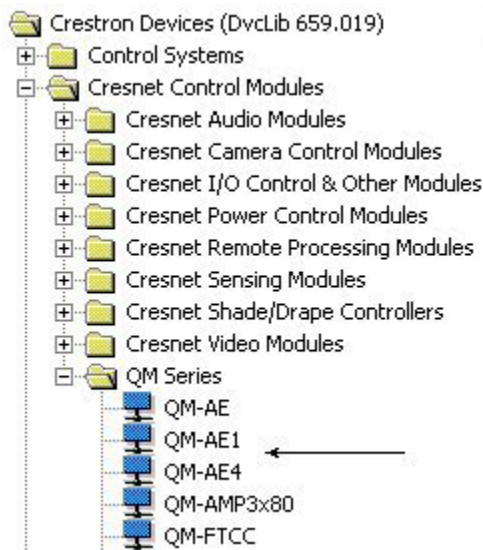 Crestron Devices (DvcLib 659.019)
Control Systems
Cresnet Control Modules
Cresnet Audio Modules
Cresnet Camera Control Modules
Cresnet I/O Control & Other Modules
Cresnet Power Control Modules
Cresnet Remote Processing Modules
Cresnet Sensing Modules
Cresnet Shade/Drape Controllers
Cresnet Video Modules
QM Series
QM-AE
QM-AE1
QM-AE4
QM-AMP3x80
QM-FTCC